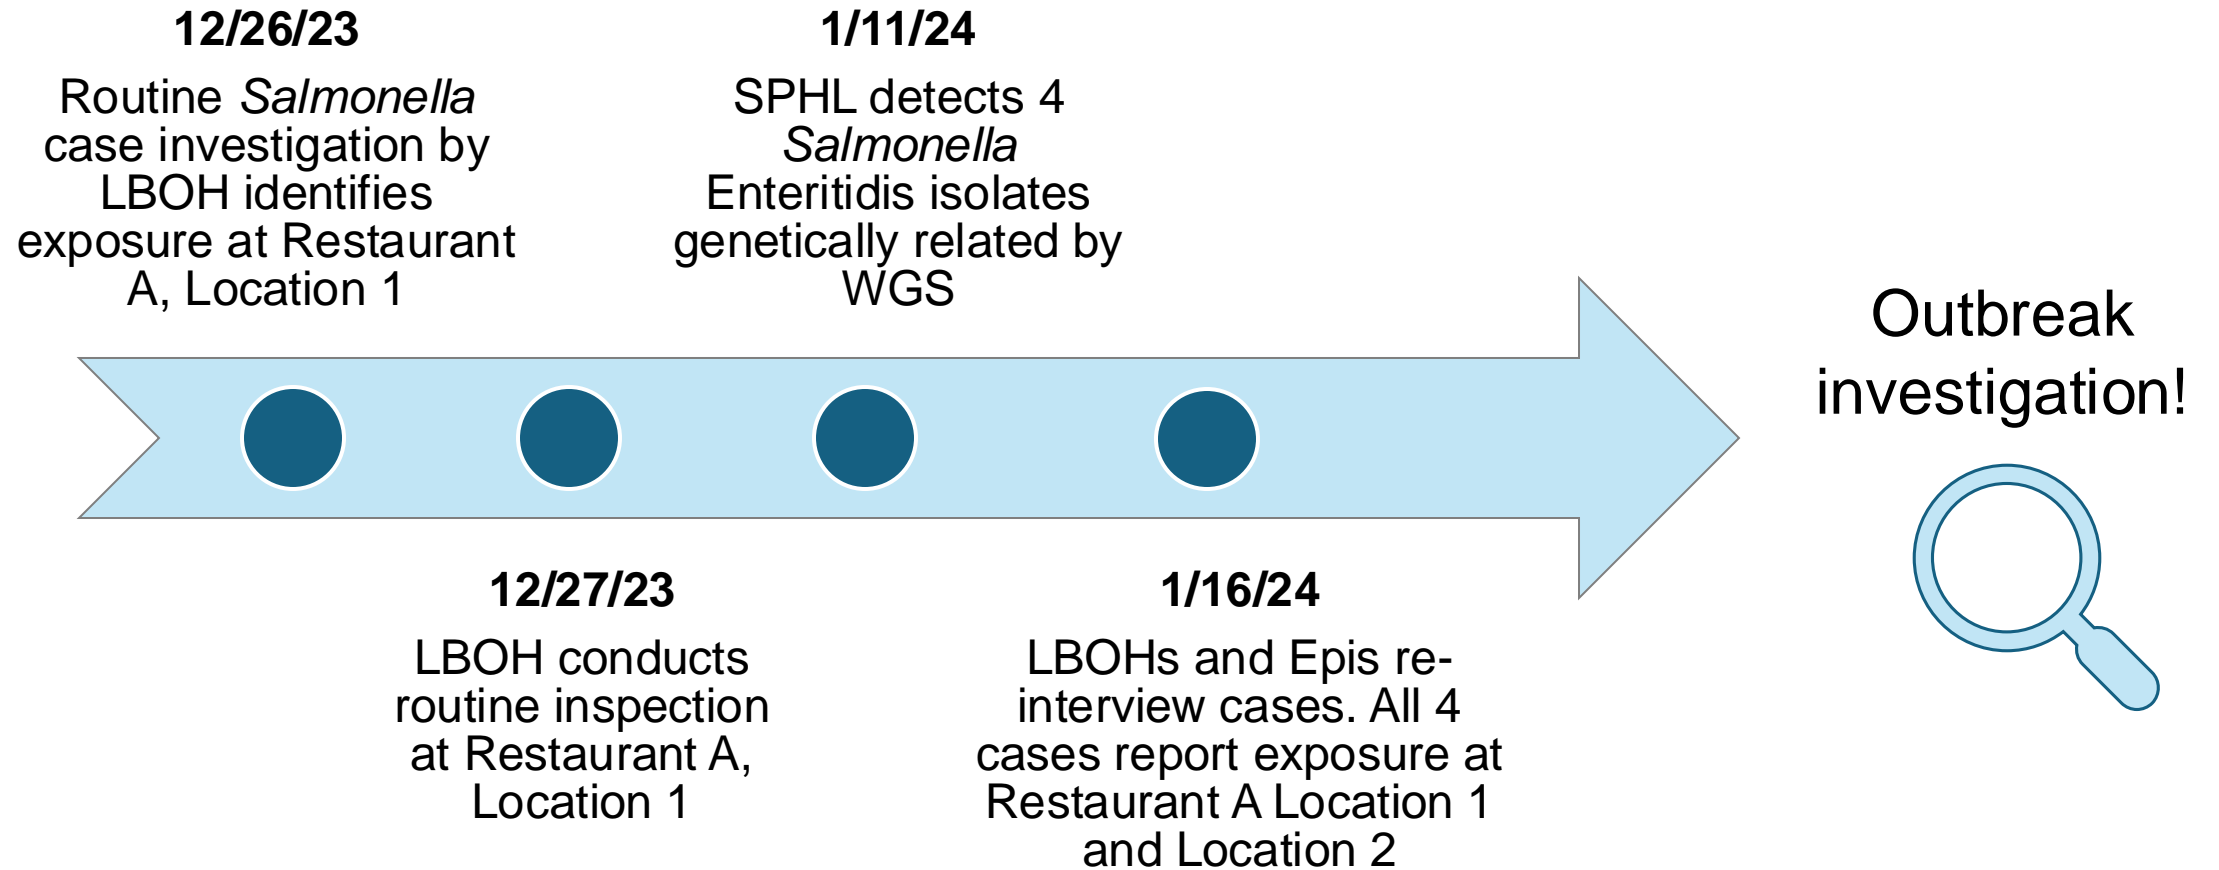 12/26/23
Routine Salmonella
case investigation by
LBOH identifies
exposure at Restaurant
A, Location 1
1/11/24
SPHL detects 4
Salmonella
Enteritidis isolates
genetically related by
WGS
12/27/23
LBOH conducts
routine inspection
at Restaurant A,
Location 1
1/16/24
LBOHs and Epis re-
interview cases. All 4
cases report exposure at
Restaurant A Location 1
and Location 2
Outbreak
investigation!